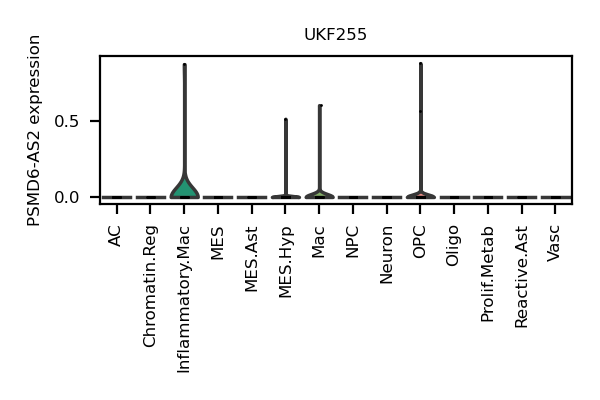 UKF255
PSMD6-AS2 expression
0.5
0.0
AC
Chromatin.Reg
Inflammatory.Mac
MES
MES.Ast
MES.Hyp
Mac
NPC
Neuron
OPC
Oligo
Prolif.Metab
Reactive.Ast
Vasc